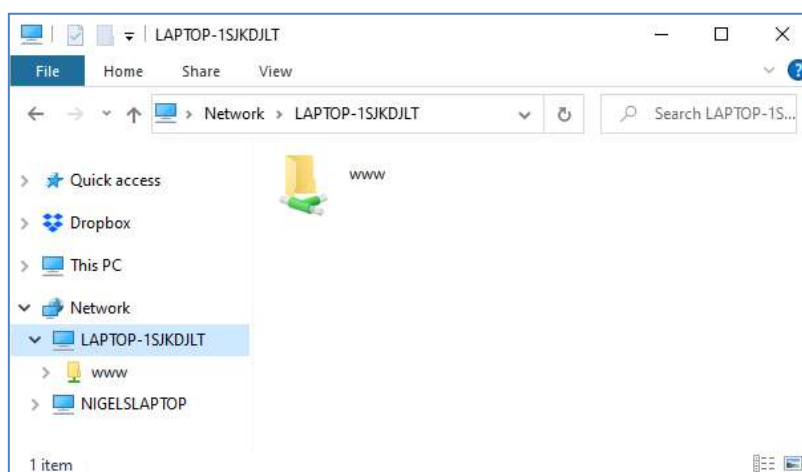 LAPTOP-1SJKDJLT
File Home Share View ?
Network > LAPTOP-1SJKDJLT Search LAPTOP-1S...
Quick access
www
Dropbox
This PC
Network
LAPTOP-1SJKDJLT
www
NIGELSLAPTOP
1 item